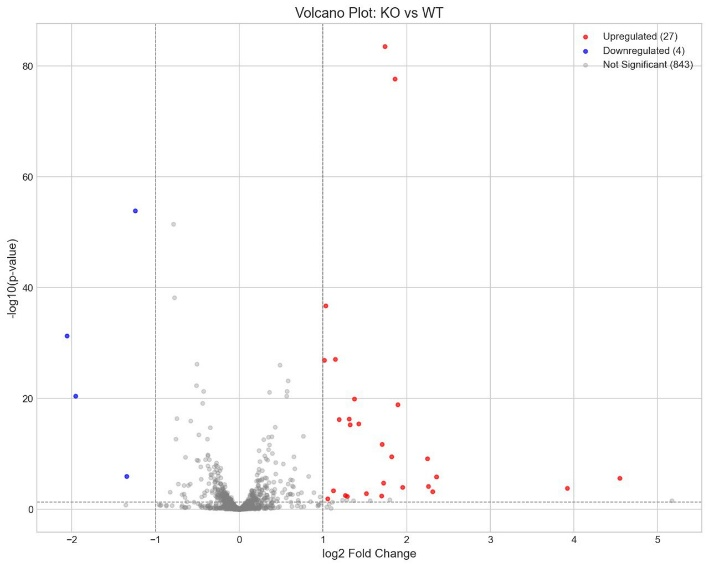 Volcano Plot: KO vs WT
Upregulated (27)
Downregulated (4)
Not Significant (843)
80
60
40
20
0
-log10(p-value)
−2
−1
0
1
2
3
4
5
log2 Fold Change